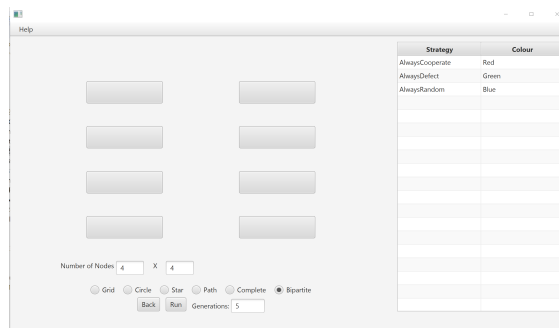 Help
Strategy Colour
AlwaysCooperate Red
AlwaysDefect Green
AlwaysRandom Blue
Number of Nodes 4 X 4
Grid Circle Star Path Complete Bipartite
Back Run Generations: 5